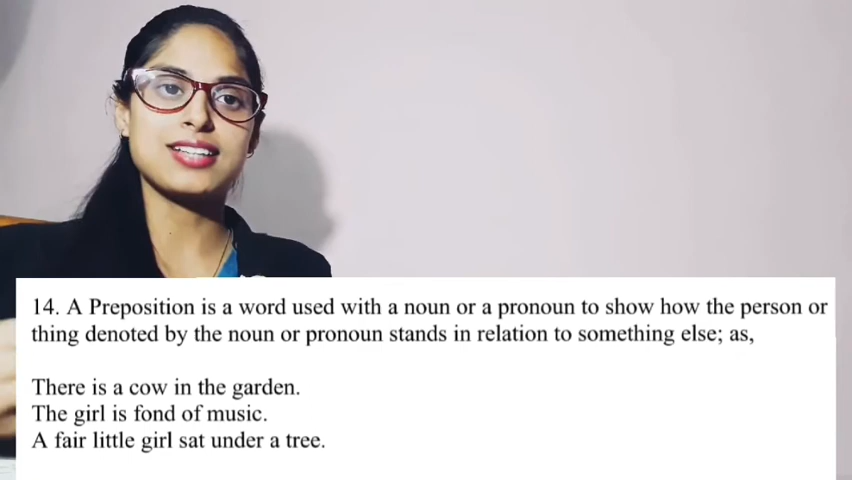 14. A Preposition is a word used with a noun or a pronoun to show how the person or
thing denoted by the noun or pronoun stands in relation to something else; as,
There is a cow in the garden.
The girl is fond of music.
A fair little girl sat under a tree.